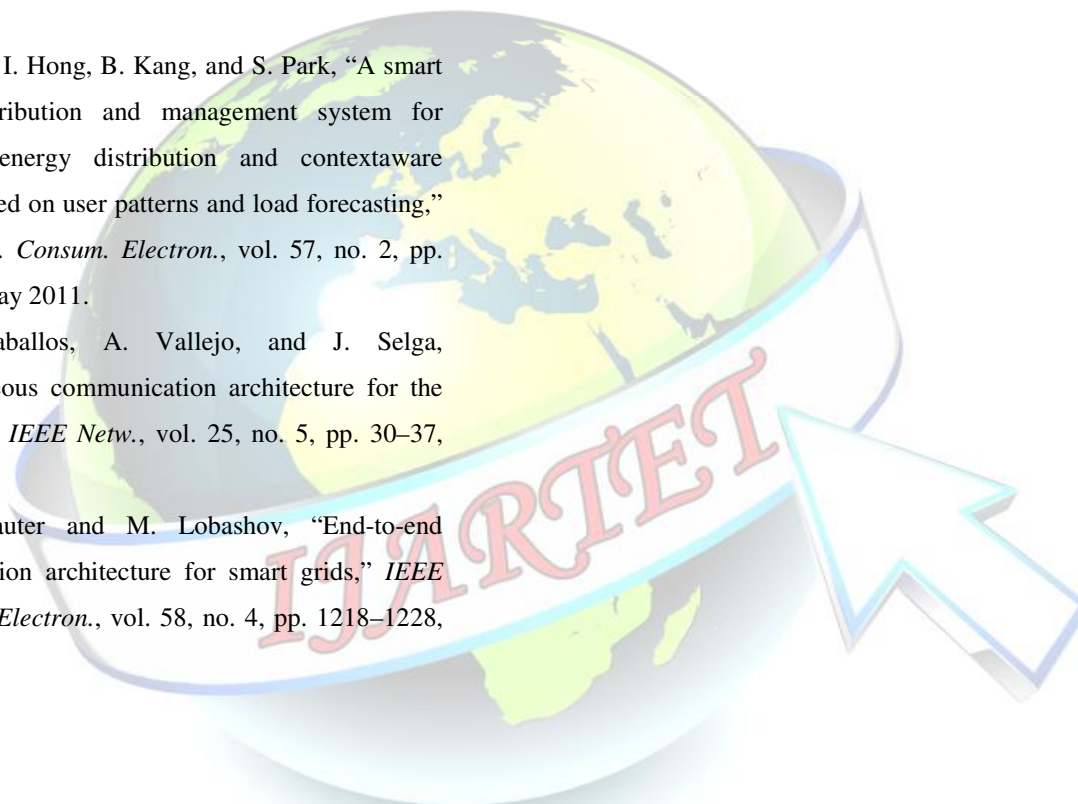 I. Hong, B. Kang, and S. Park, “A smart
ribution and management system for
energy distribution and contextaware
ed on user patterns and load forecasting,”
. Consum. Electron., vol. 57, no. 2, pp.
ay 2011.
aballos, A. Vallejo, and J. Selga,
eous communication architecture for the
IEEE Netw., vol. 25, no. 5, pp. 30–37,
auter and M. Lobashov, “End-to-end
ion architecture for smart grids,” IEEE
Electron., vol. 58, no. 4, pp. 1218–1228,
IJARTET